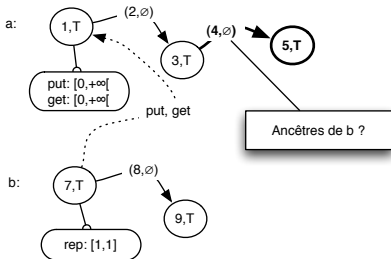 a:
1,T
(2,∅)
3,T
(4,∅)
5,T
put: [0,+∞[
get: [0,+∞[
put, get
Ancêtres de b ?
b:
7,T
(8,∅)
9,T
rep: [1,1]